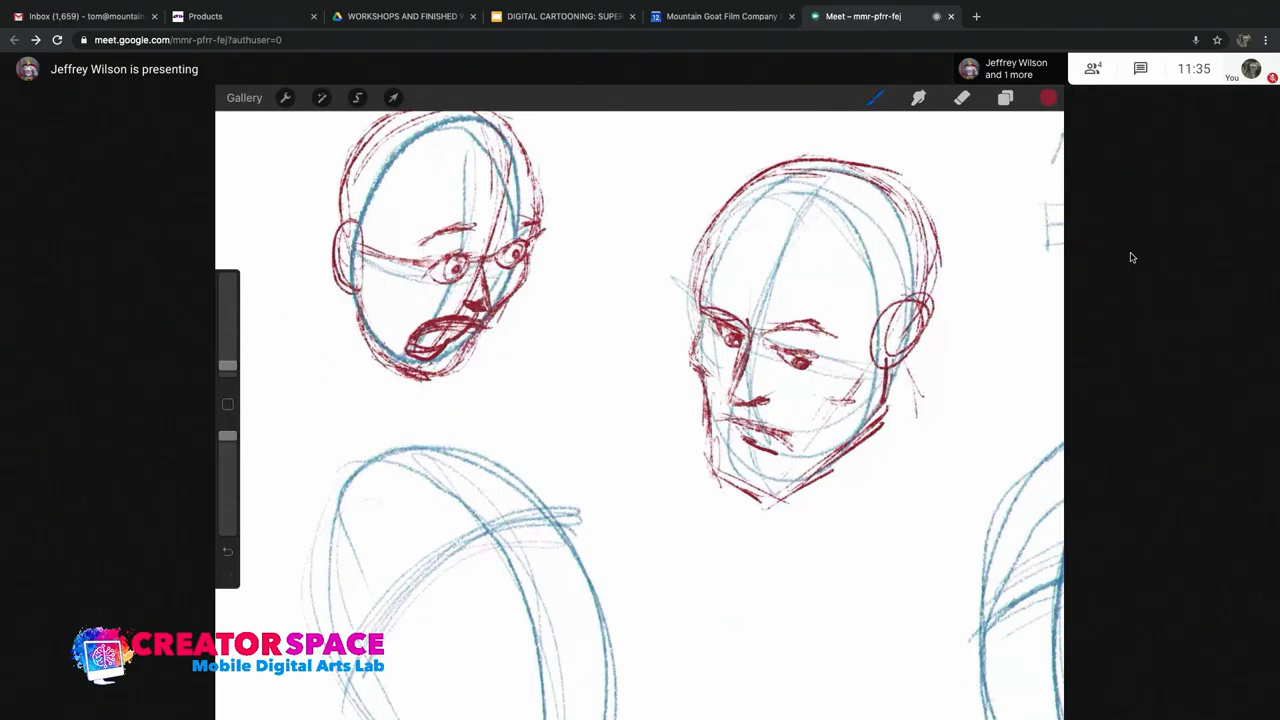 Inbox (1,659) - tom@mountain
Products
WORKSHOPS AND FINISHED W
DIGITAL CARTOONING: SUPER
Mountain Goat Film Company
Meet – mmr-pfrr-fej
meet.google.com/mmr-pfrr-fej?authuser=0
Jeffrey Wilson is presenting
Jeffrey Wilson
and 1 more
4
11:35
You
Gallery
CREATOR SPACE
Mobile Digital Arts Lab